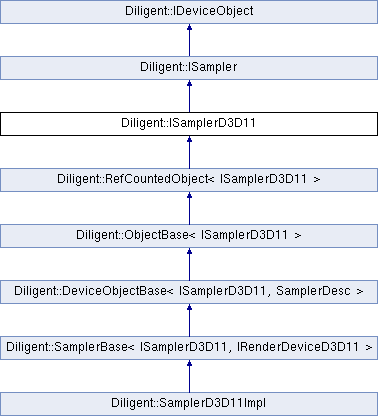 Diligent::IDeviceObject
Diligent::ISampler
Diligent::ISamplerD3D11
Diligent::RefCountedObject< ISamplerD3D11 >
Diligent::ObjectBase< ISamplerD3D11 >
Diligent::DeviceObjectBase< ISamplerD3D11, SamplerDesc >
Diligent::SamplerBase< ISamplerD3D11, IRenderDeviceD3D11 >
Diligent::SamplerD3D11Impl